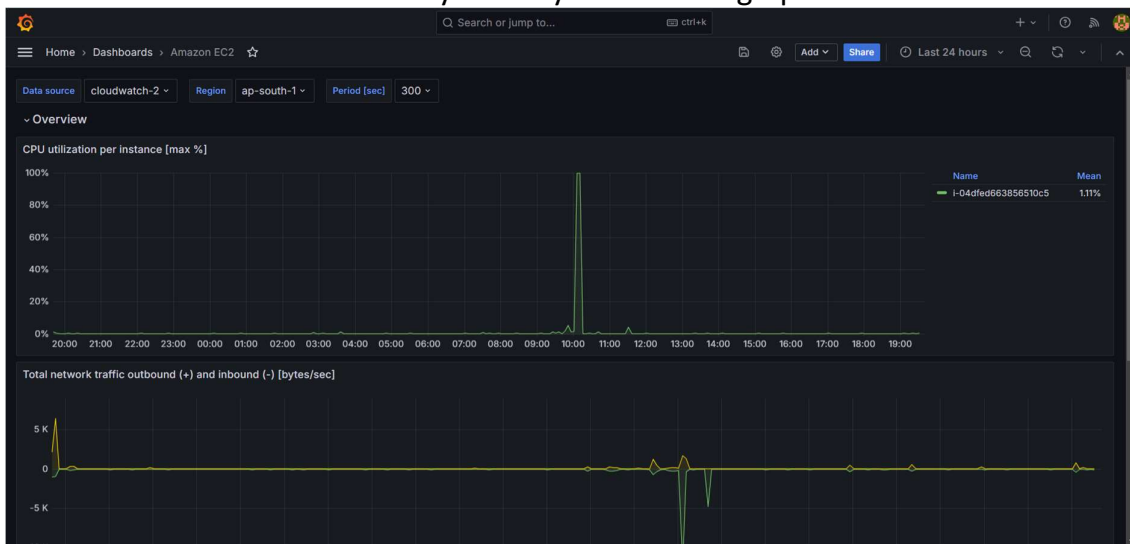 Search or jump to... ctrl+k
Home › Dashboards › Amazon EC2 Add Share Last 24 hours
Data source cloudwatch-2 Region ap-south-1 Period [sec] 300
Overview
CPU utilization per instance [max %]
100%
80%
60%
40%
20%
0%
20:00 21:00 22:00 23:00 00:00 01:00 02:00 03:00 04:00 05:00 06:00 07:00 08:00 09:00 10:00 11:00 12:00 13:00 14:00 15:00 16:00 17:00 18:00 19:00
Name Mean
i-04dfed663856510c5 1.11%
Total network traffic outbound (+) and inbound (-) [bytes/sec]
5 K
0
-5 K